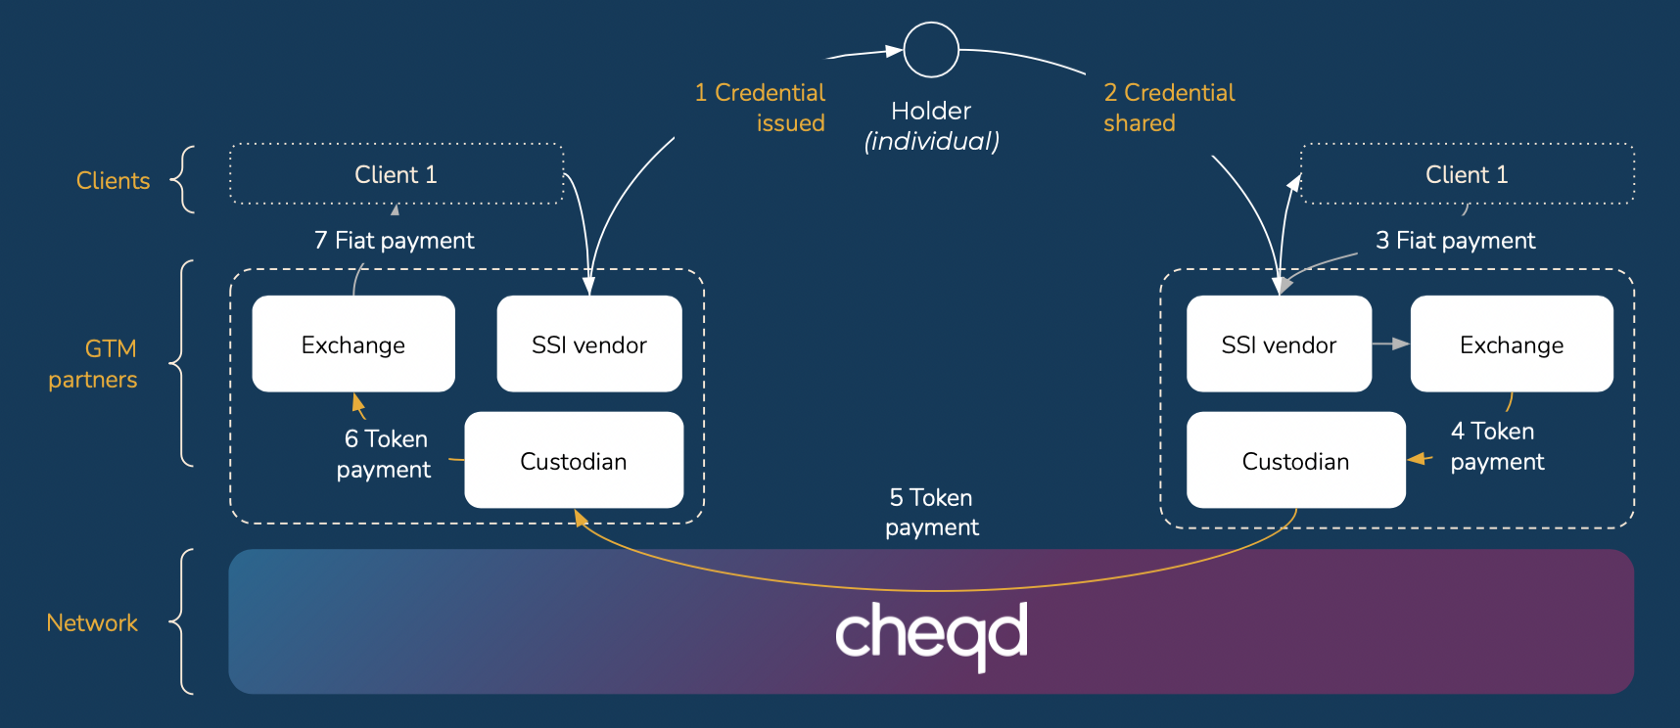 1 Credential
issued
Holder
(individual)
2 Credential
shared
Clients
Client 1
Client 1
7 Fiat payment
3 Fiat payment
GTM
partners
Exchange
SSI vendor
SSI vendor
Exchange
6 Token
payment
Custodian
Custodian
4 Token
payment
5 Token
payment
Network
cheqd